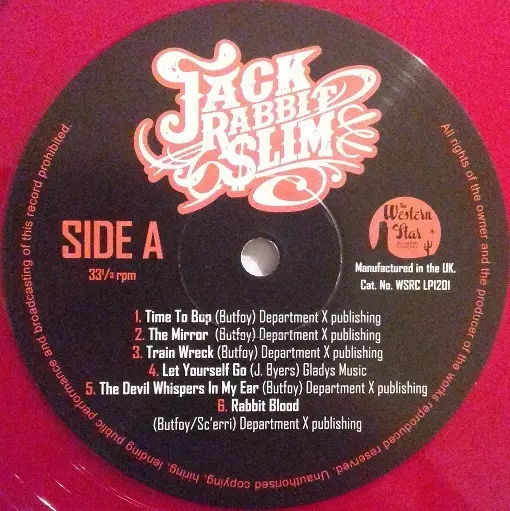 JACK
RABBIT
$LIM
SIDE A
33⅓ rpm
The
Western
Star
Manufactured in the UK.
Cat. No. WSRC LP1201
1. Time To Bup (Butfoy) Department X publishing
2. The Mirror (Butfoy) Department X publishing
3. Train Wreck (Butfoy) Department X publishing
4. Let Yourself Go (J. Byers) Gladys Music
5. The Devil Whispers In My Ear (Butfoy) Department X publishing
6. Rabbit Blood
(Butfoy/Sc'erri) Department X publishing
All rights of the owner and the producer of the works reproduced reserved. Unauthorised copying, hiring, lending public performance and broadcasting of this record prohibited.